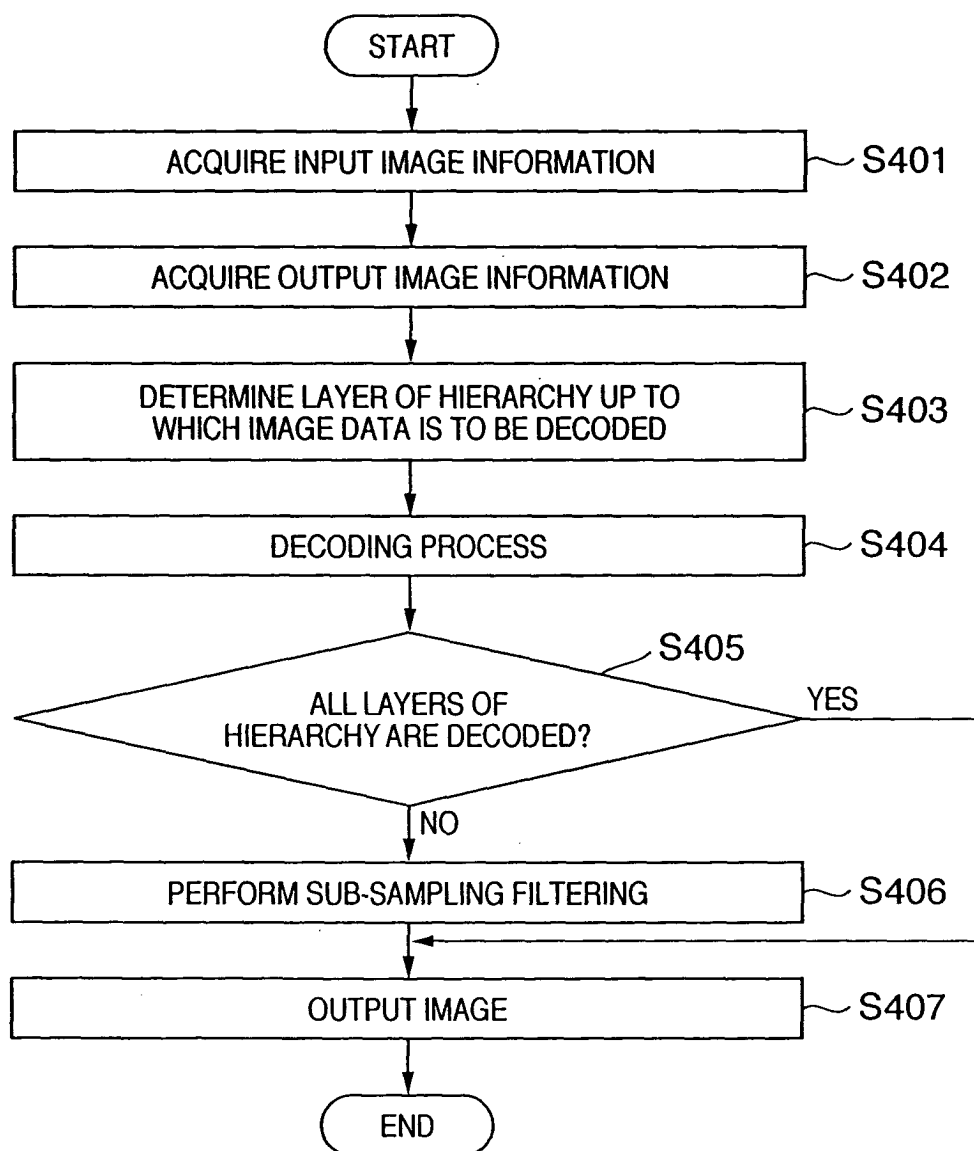 START
ACQUIRE INPUT IMAGE INFORMATION
S401
ACQUIRE OUTPUT IMAGE INFORMATION
S402
DETERMINE LAYER OF HIERARCHY UP TO
WHICH IMAGE DATA IS TO BE DECODED
S403
DECODING PROCESS
S404
S405
ALL LAYERS OF
HIERARCHY ARE DECODED?
YES
NO
PERFORM SUB-SAMPLING FILTERING
S406
OUTPUT IMAGE
S407
END